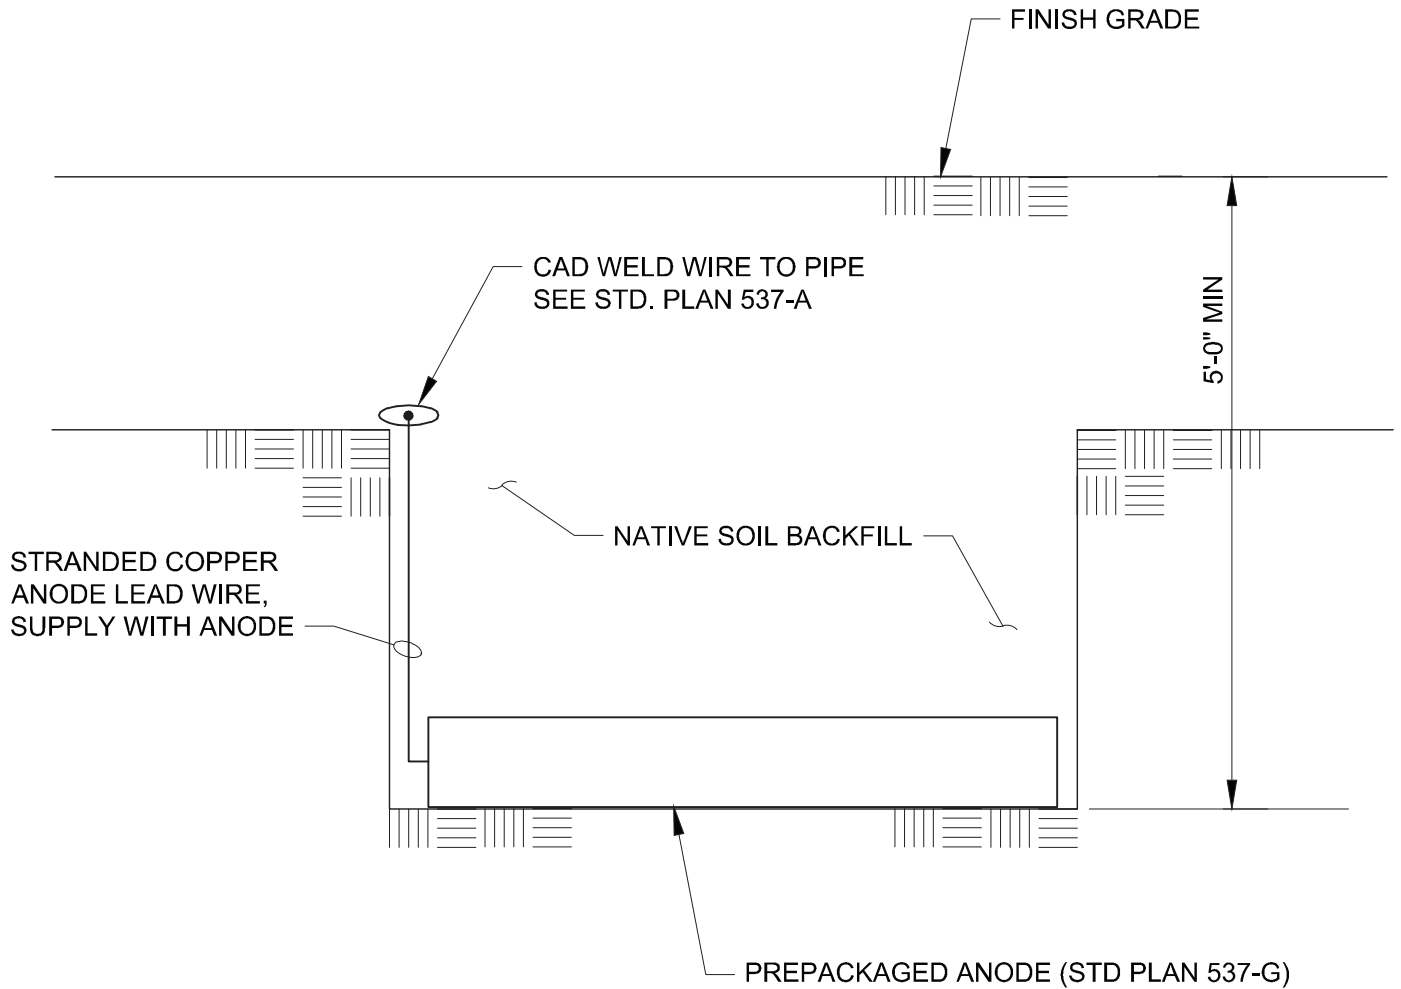 FINISH GRADE
CAD WELD WIRE TO PIPE
SEE STD. PLAN 537-A
5'-0" MIN
NATIVE SOIL BACKFILL
STRANDED COPPER
ANODE LEAD WIRE,
SUPPLY WITH ANODE
PREPACKAGED ANODE (STD PLAN 537-G)